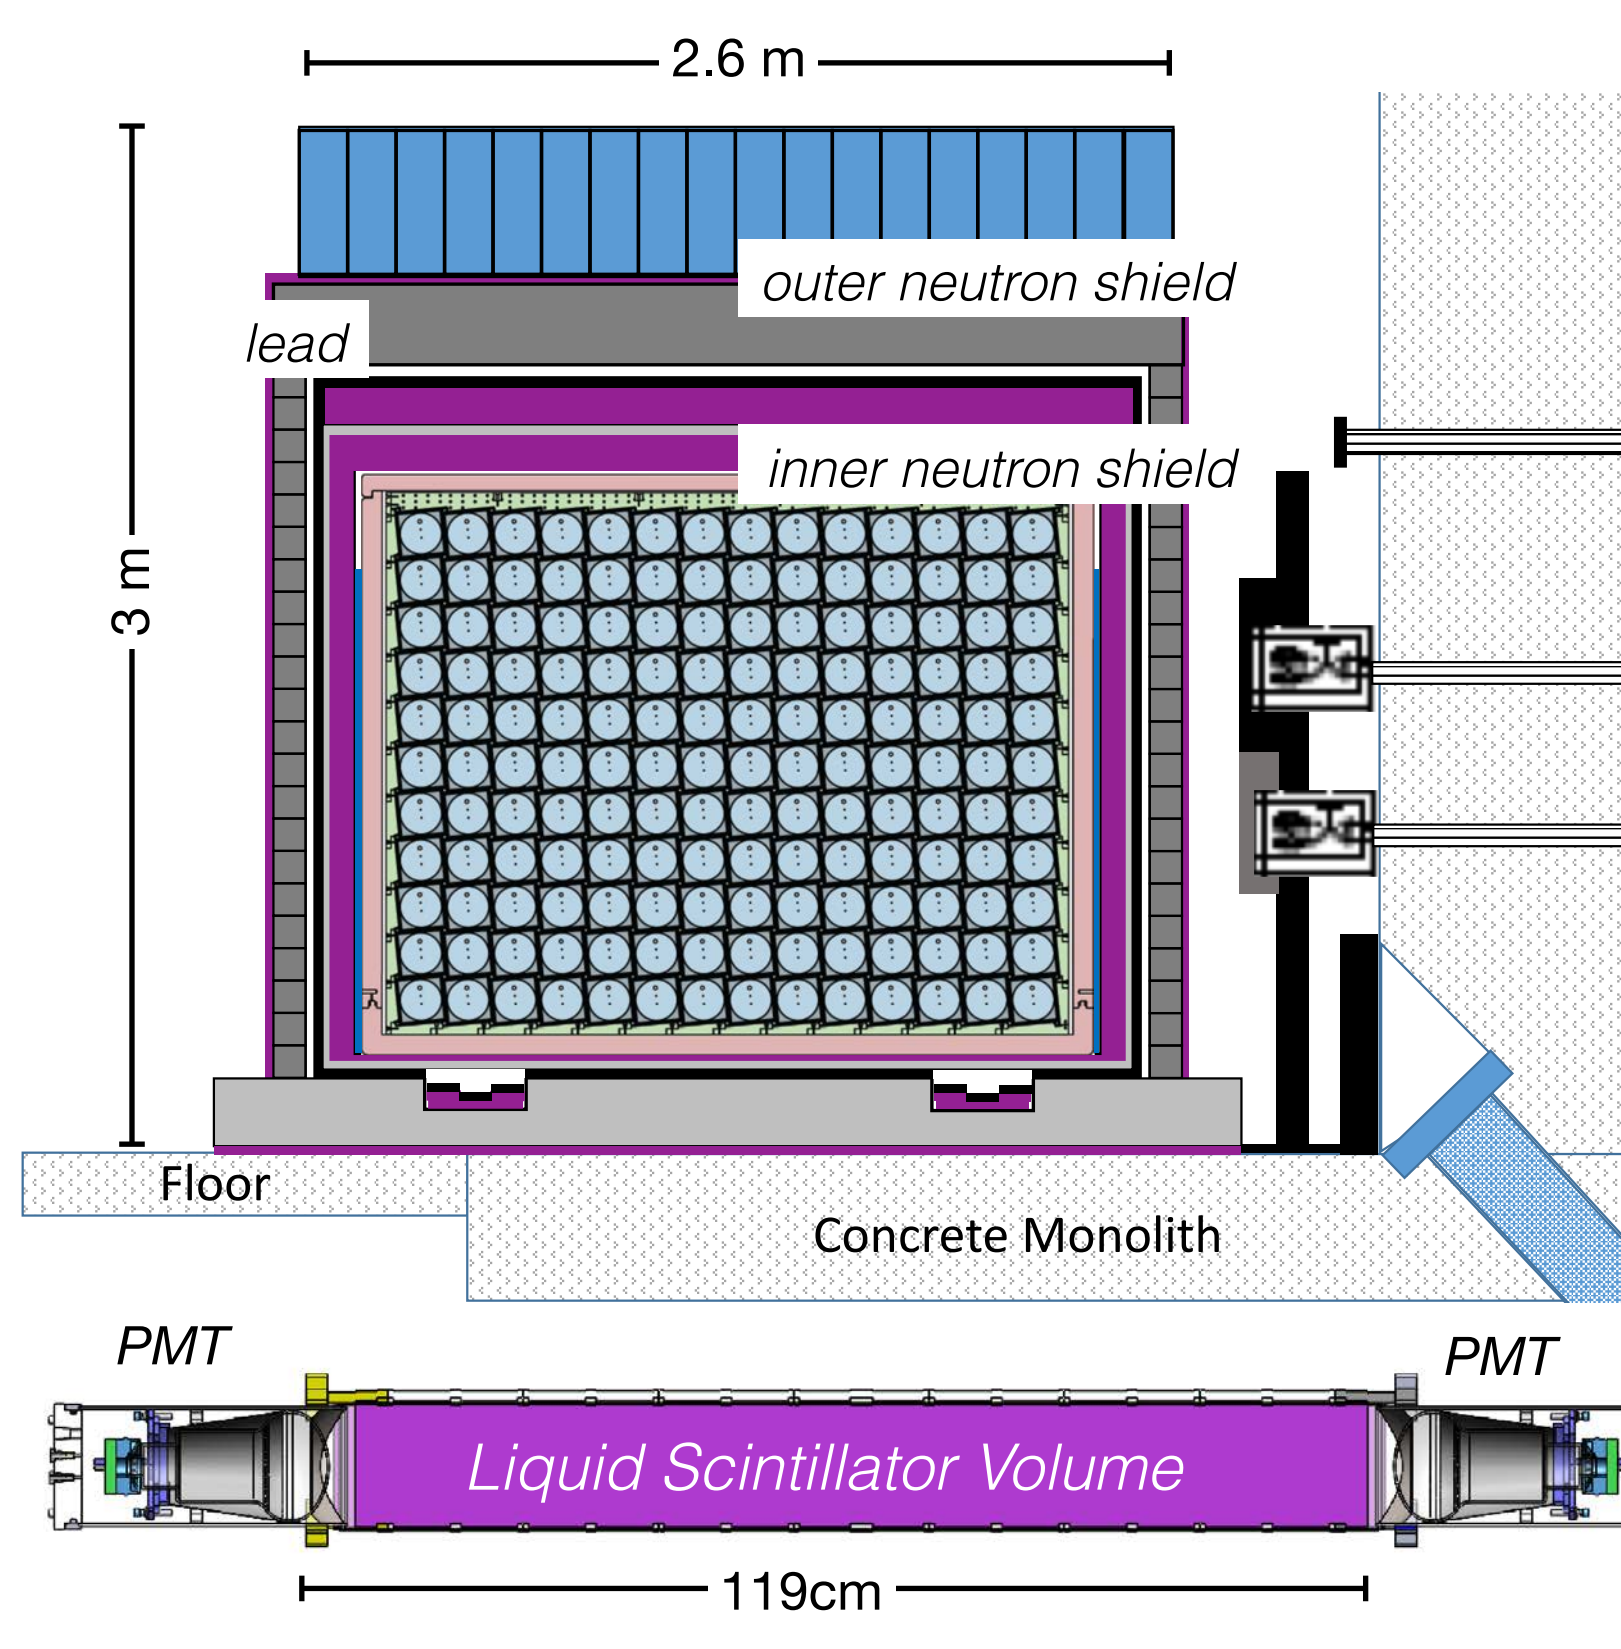 2.6 m
outer neutron shield
lead
inner neutron shield
3 m
Floor
Concrete Monolith
PMT
PMT
Liquid Scintillator Volume
119cm